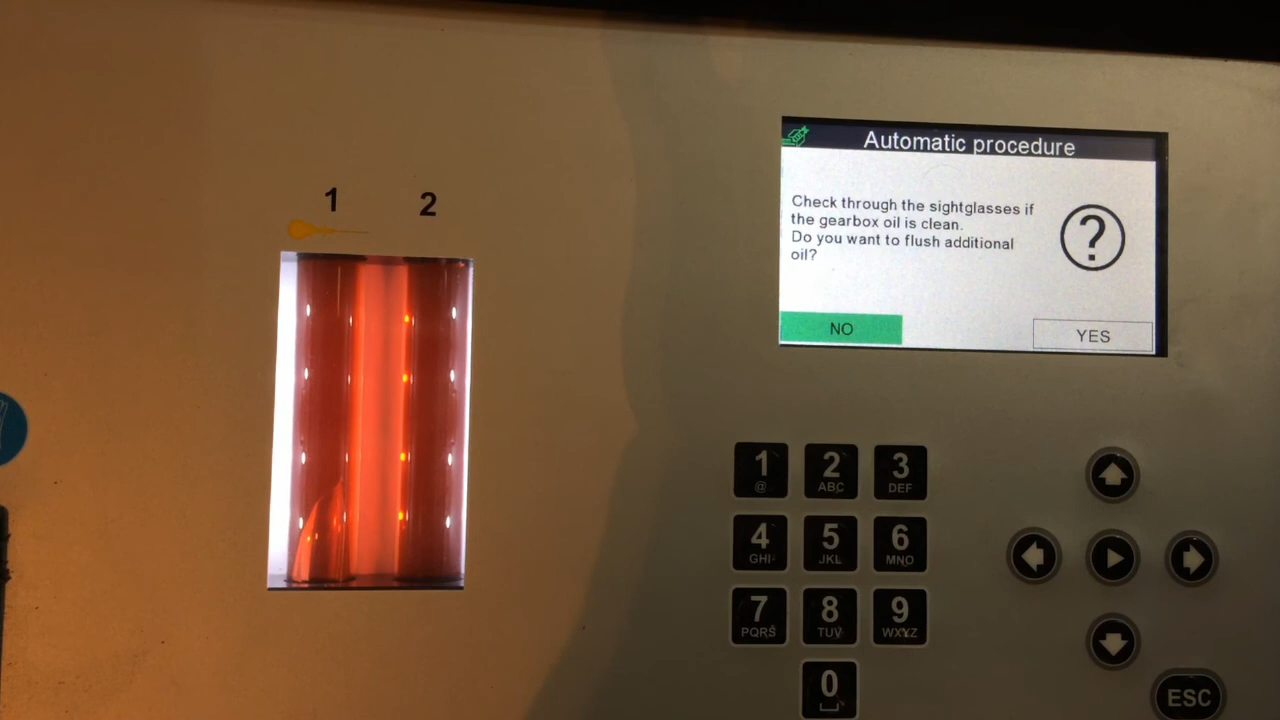 Automatic procedure
1 2
Check through the sightglasses if
the gearbox oil is clean.
Do you want to flush additional
oil?
NO YES
1 2 3
@ ABC DEF
4 5 6
GHI JKL MNO
7 8 9
PQRS TUV WXYZ
0
ESC